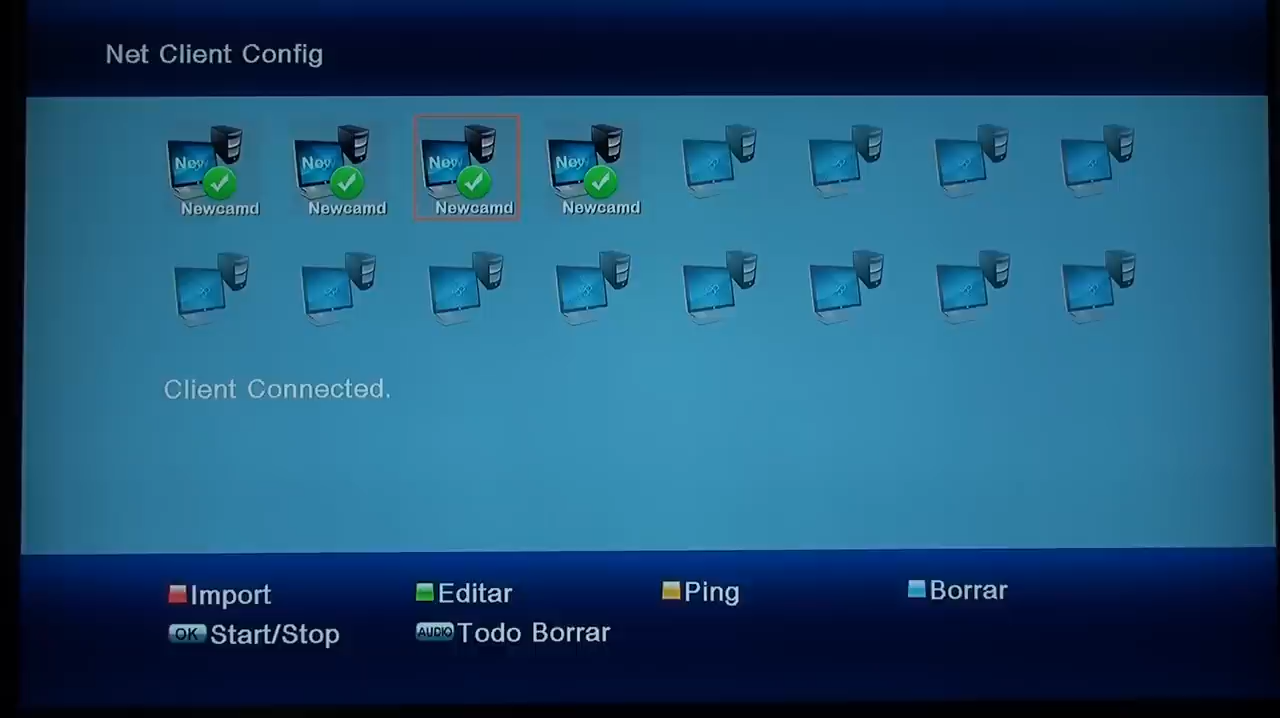 Net Client Config
New New New New
Newcamd Newcamd Newcamd Newcamd
Client Connected.
Import Editar Ping Borrar
OK Start/Stop AUDIO Todo Borrar